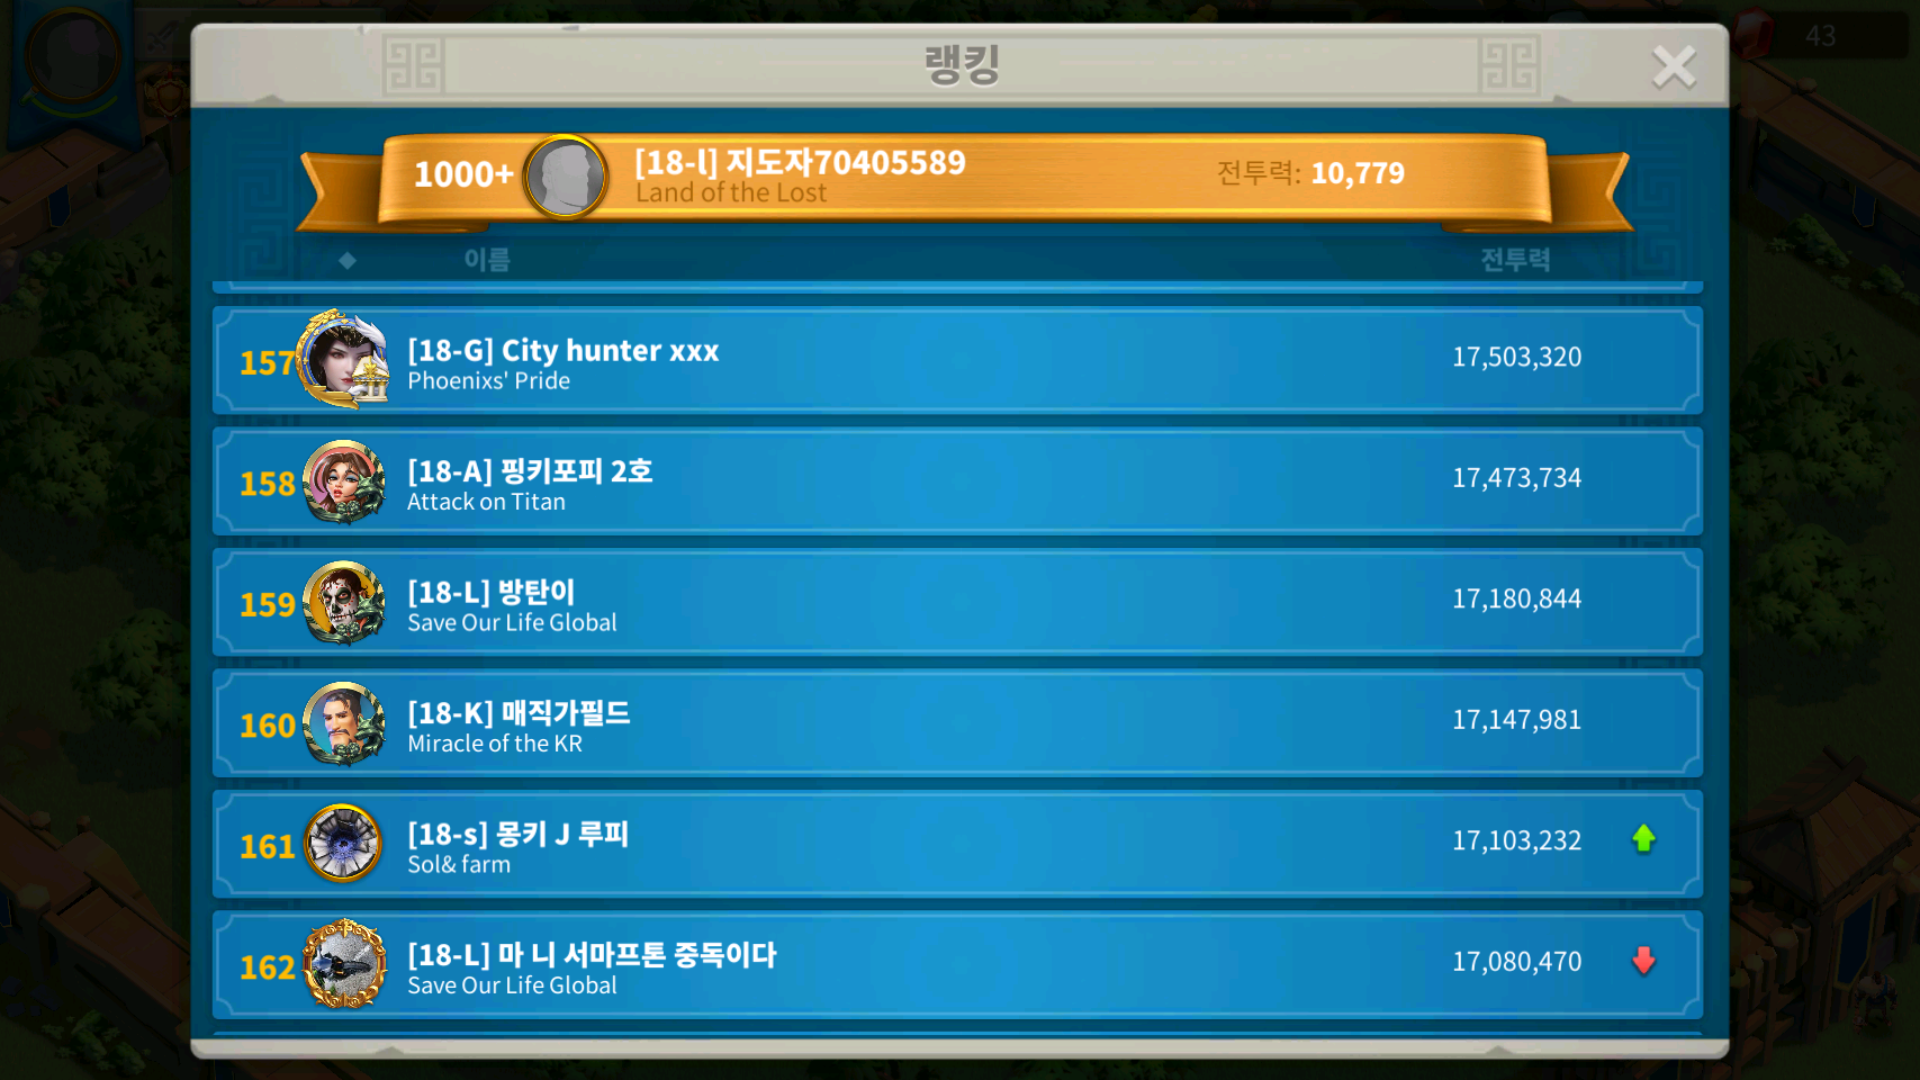 랭킹
43
1000+
[18-l] 지도자70405589
Land of the Lost
전투력: 10,779
이름
전투력
157
[18-G] City hunter xxx
Phoenixs' Pride
17,503,320
158
[18-A] 핑키포피 2호
Attack on Titan
17,473,734
159
[18-L] 방탄이
Save Our Life Global
17,180,844
160
[18-K] 매직가필드
Miracle of the KR
17,147,981
161
[18-s] 몽키 J 루피
Sol& farm
17,103,232
162
[18-L] 마 니 서마프톤 중독이다
Save Our Life Global
17,080,470